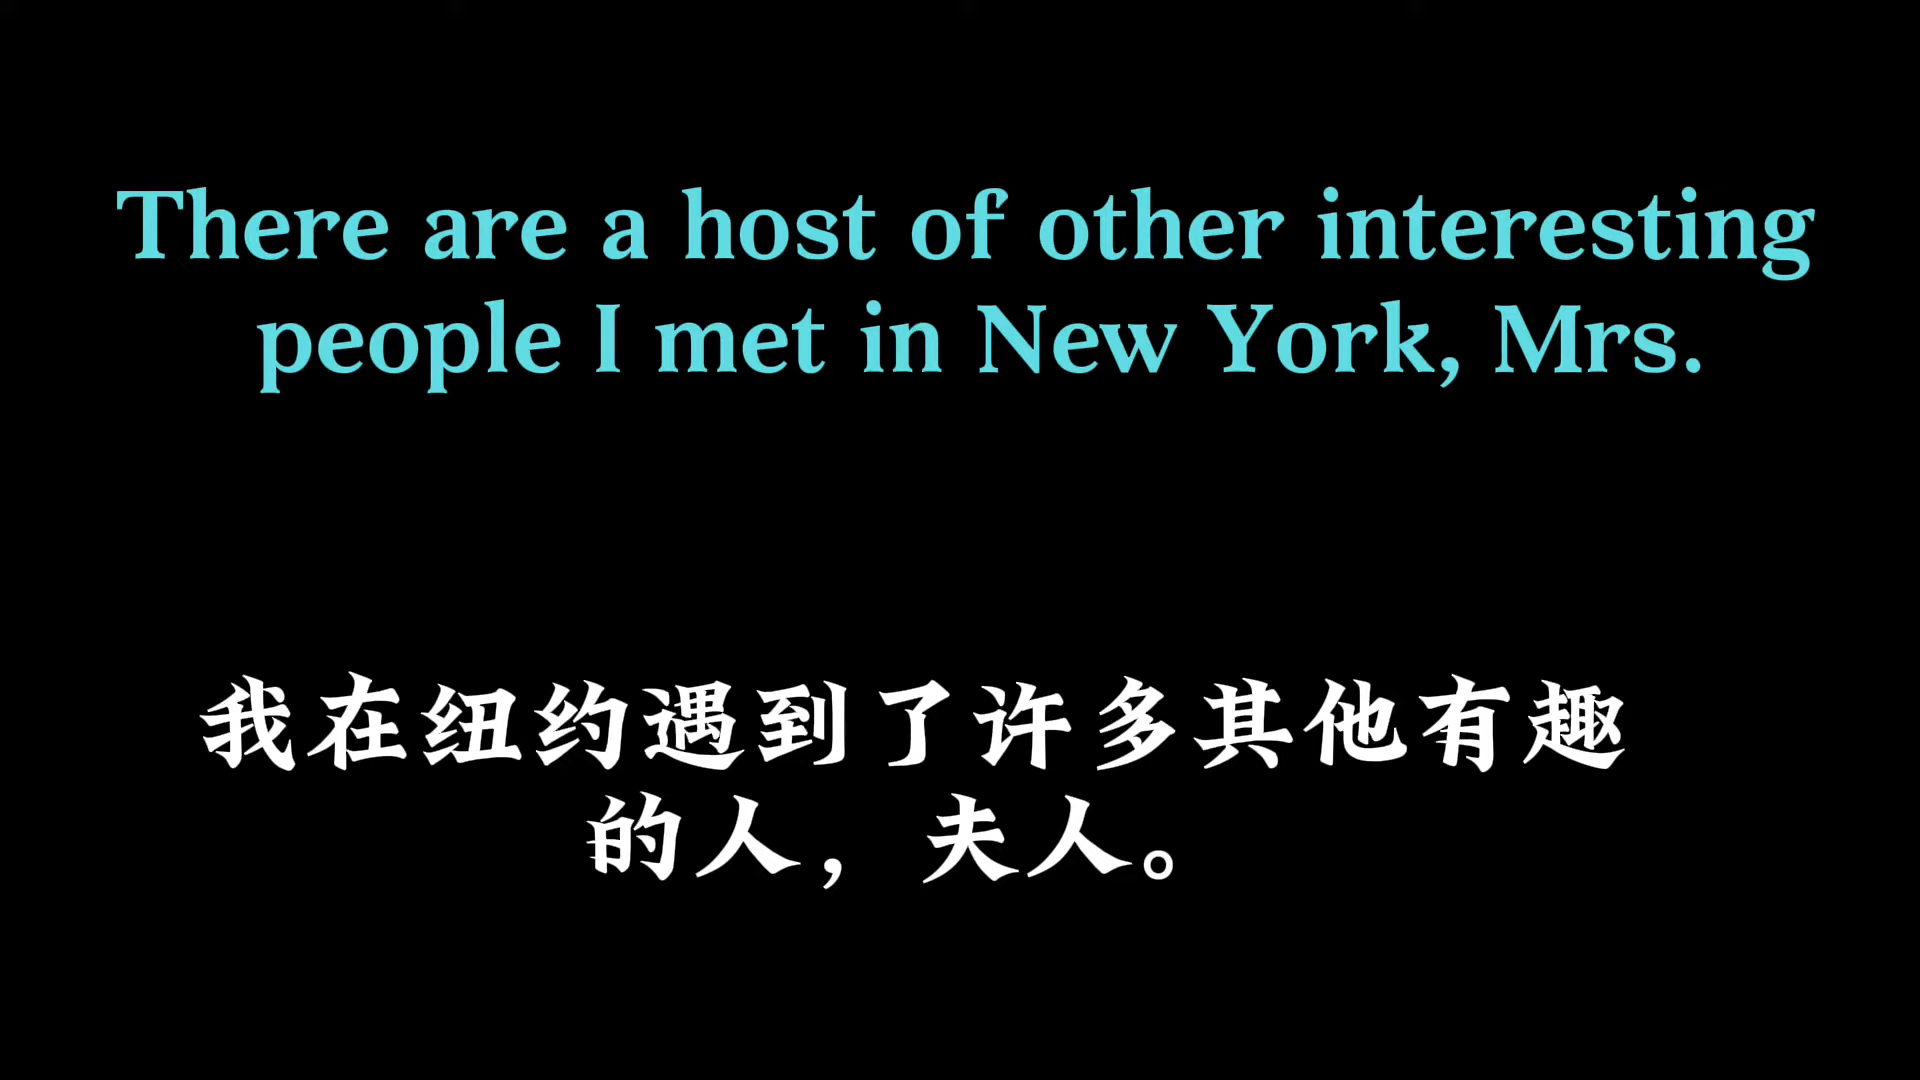 There are a host of other interesting
people I met in New York, Mrs.
我在纽约遇到了许多其他有趣
的人，夫人。